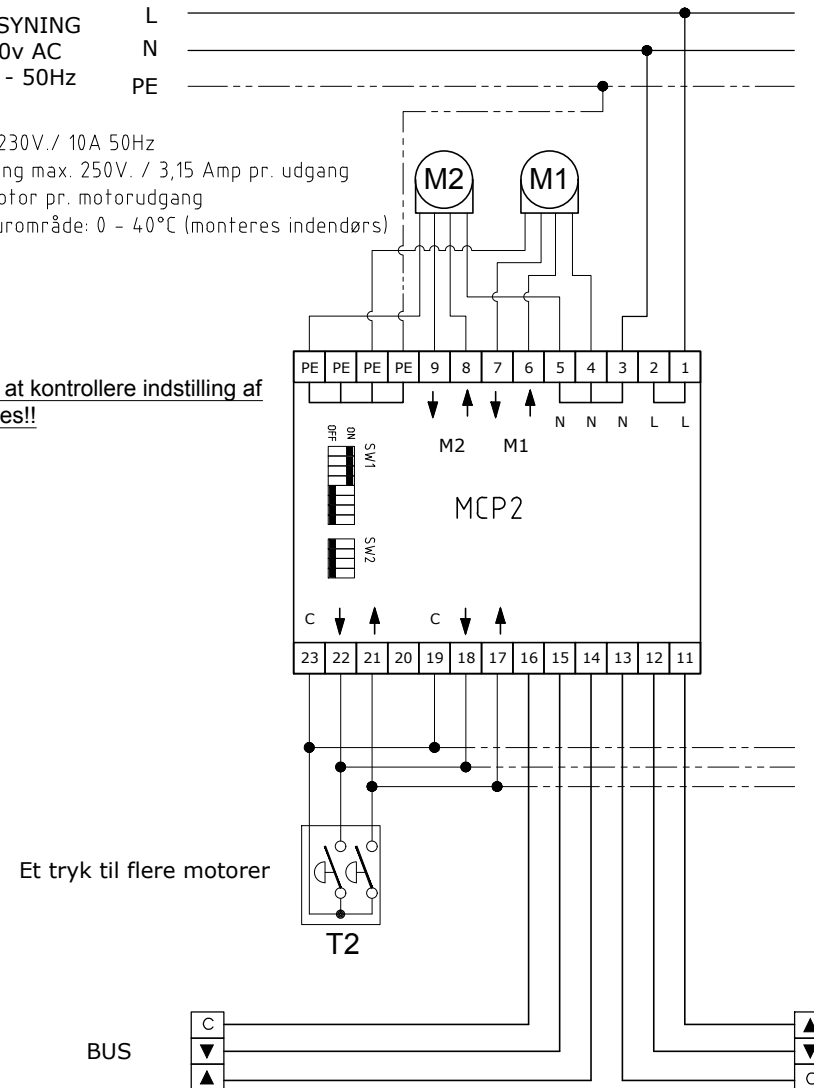 SYNING L
0v AC N
- 50Hz PE
230V./ 10A 50Hz
ng max. 250V. / 3,15 Amp pr. udgang
otor pr. motorudgang
urområde: 0 - 40°C (monteres indendørs)
M2 M1
at kontrollere indstilling af
es!!
PE PE PE PE 9 8 7 6 5 4 3 2 1
N N N L L
M2 M1
OFF ON
SW1
MCP2
SW2
C C
23 22 21 20 19 18 17 16 15 14 13 12 11
Et tryk til flere motorer
T2
C
BUS
C